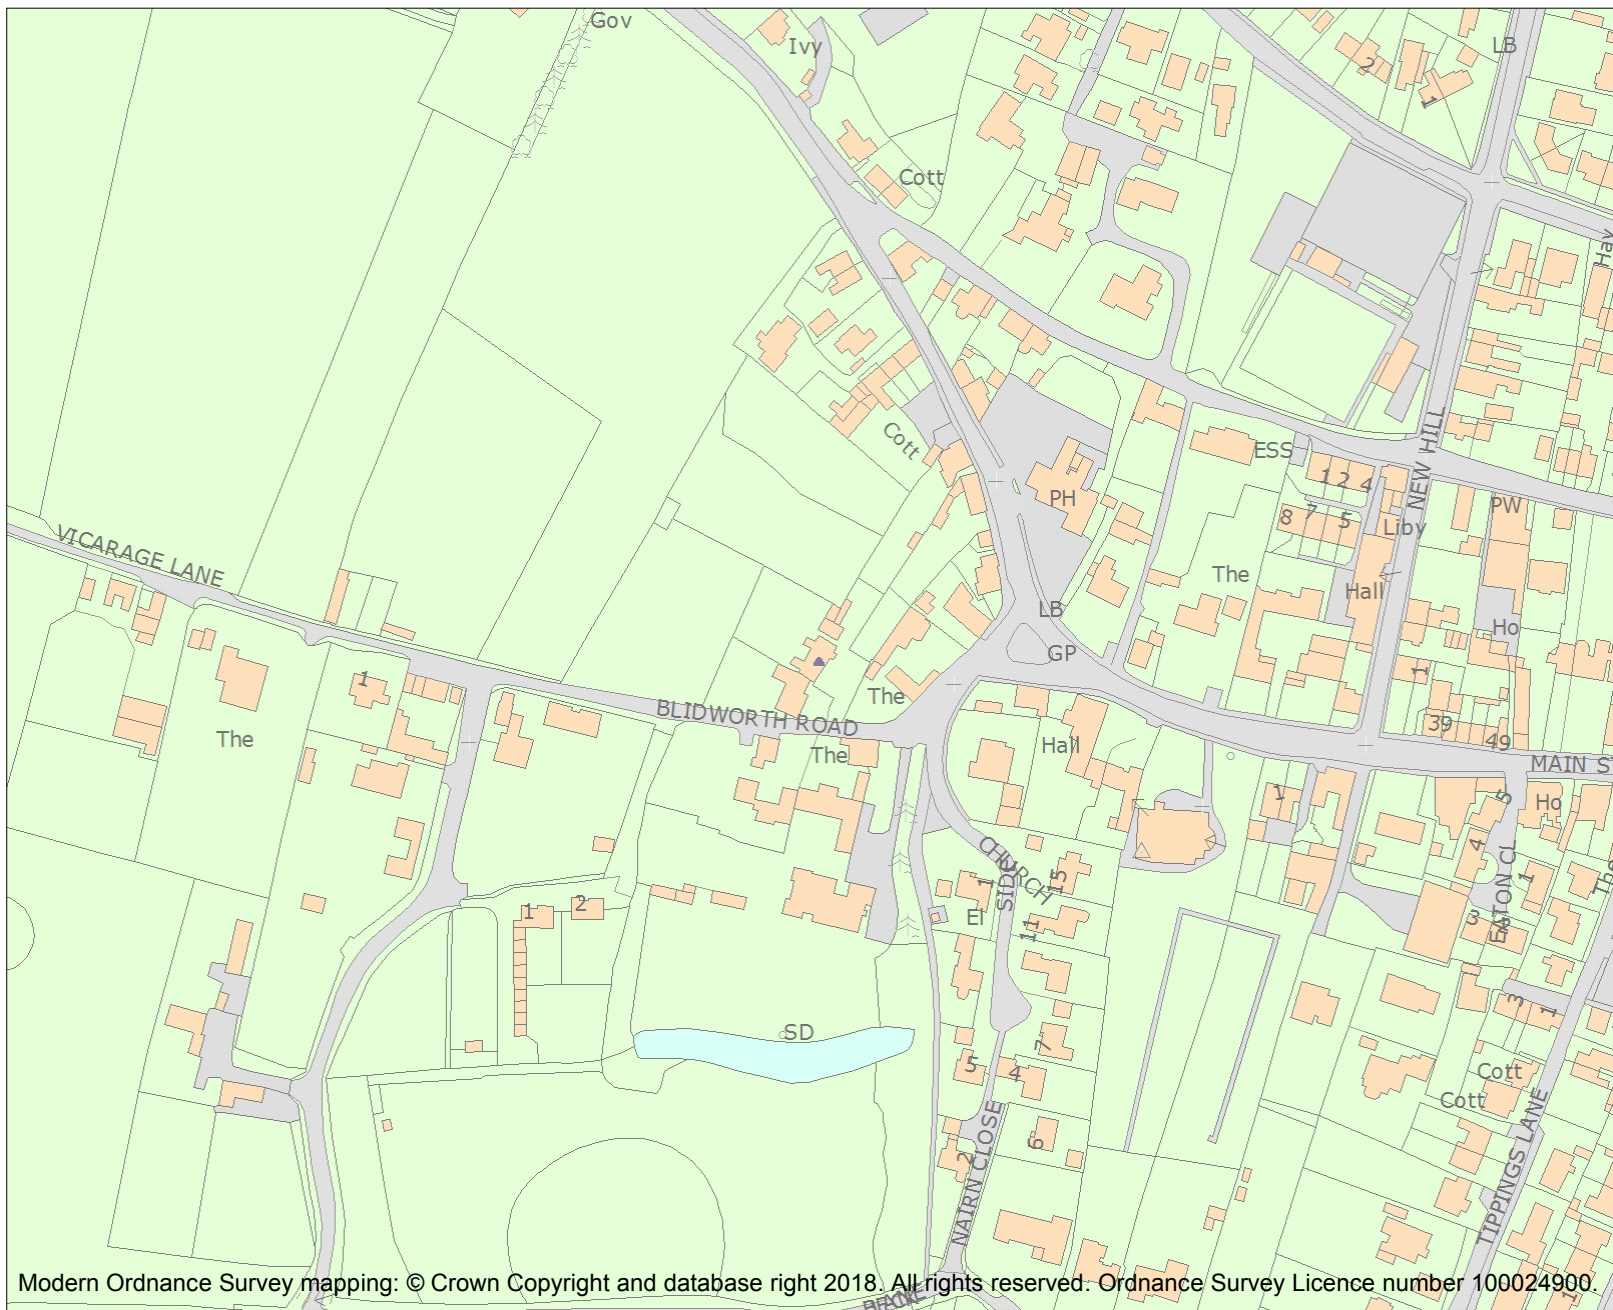 Gov
Ivy
LB
2
1
Cott
Hay
Cott
ESS
NEW HILL
1 2 4
PH
8 7 5
Liby
PW
VICARAGE LANE
The
Hall
LB
Ho
GP
1
1
The
BLIDWORTH ROAD
The
The
Hall
39
49
MAIN S
1
5
Ho
CHURCH
SIDE
4
1
15
1
EATON CL
The
1
2
El
11
3
SD
3
1
7
5
4
Cott
Cott
6
2
NAIRN CLOSE
TIPPINGS LANE
1
Modern Ordnance Survey mapping: © Crown Copyright and database right 2018. All rights reserved. Ordnance Survey Licence number 100024900.